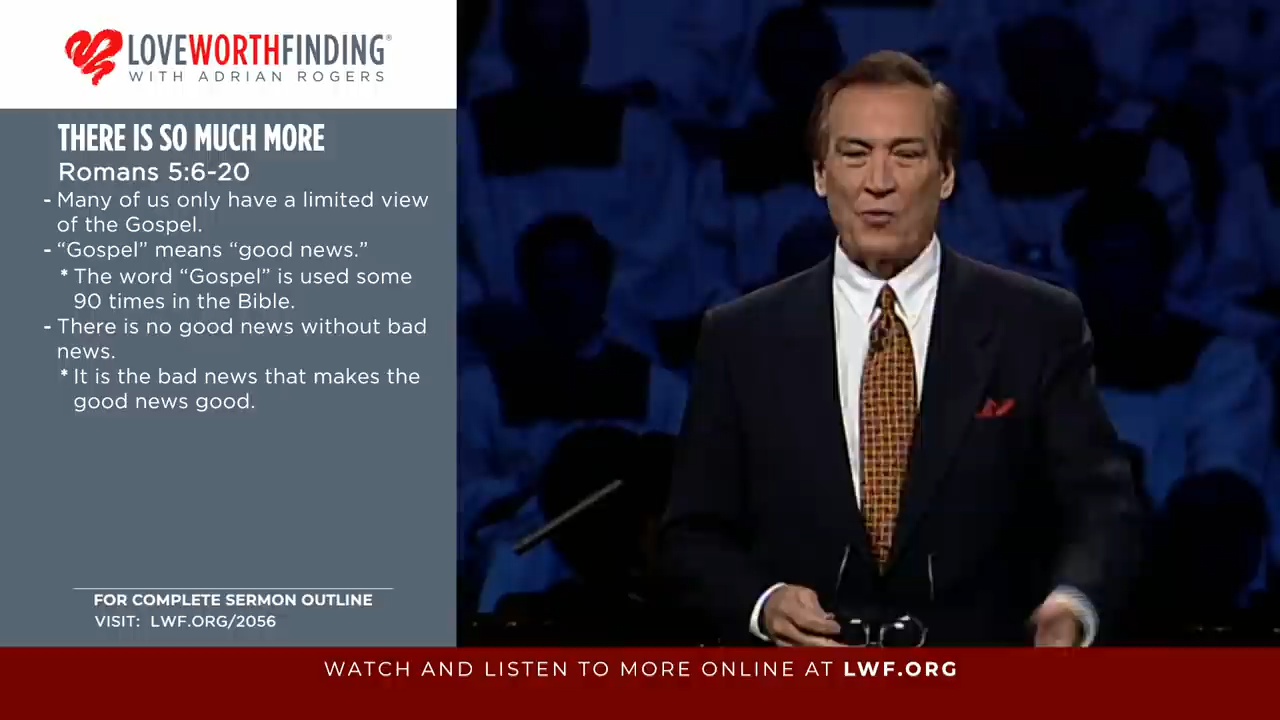 LOVEWORTHFINDING®
WITH ADRIAN ROGERS
THERE IS SO MUCH MORE
Romans 5:6-20
- Many of us only have a limited view
of the Gospel.
- “Gospel” means “good news.”
* The word “Gospel” is used some
90 times in the Bible.
- There is no good news without bad
news.
* It is the bad news that makes the
good news good.
FOR COMPLETE SERMON OUTLINE
VISIT: LWF.ORG/2056
WATCH AND LISTEN TO MORE ONLINE AT LWF.ORG